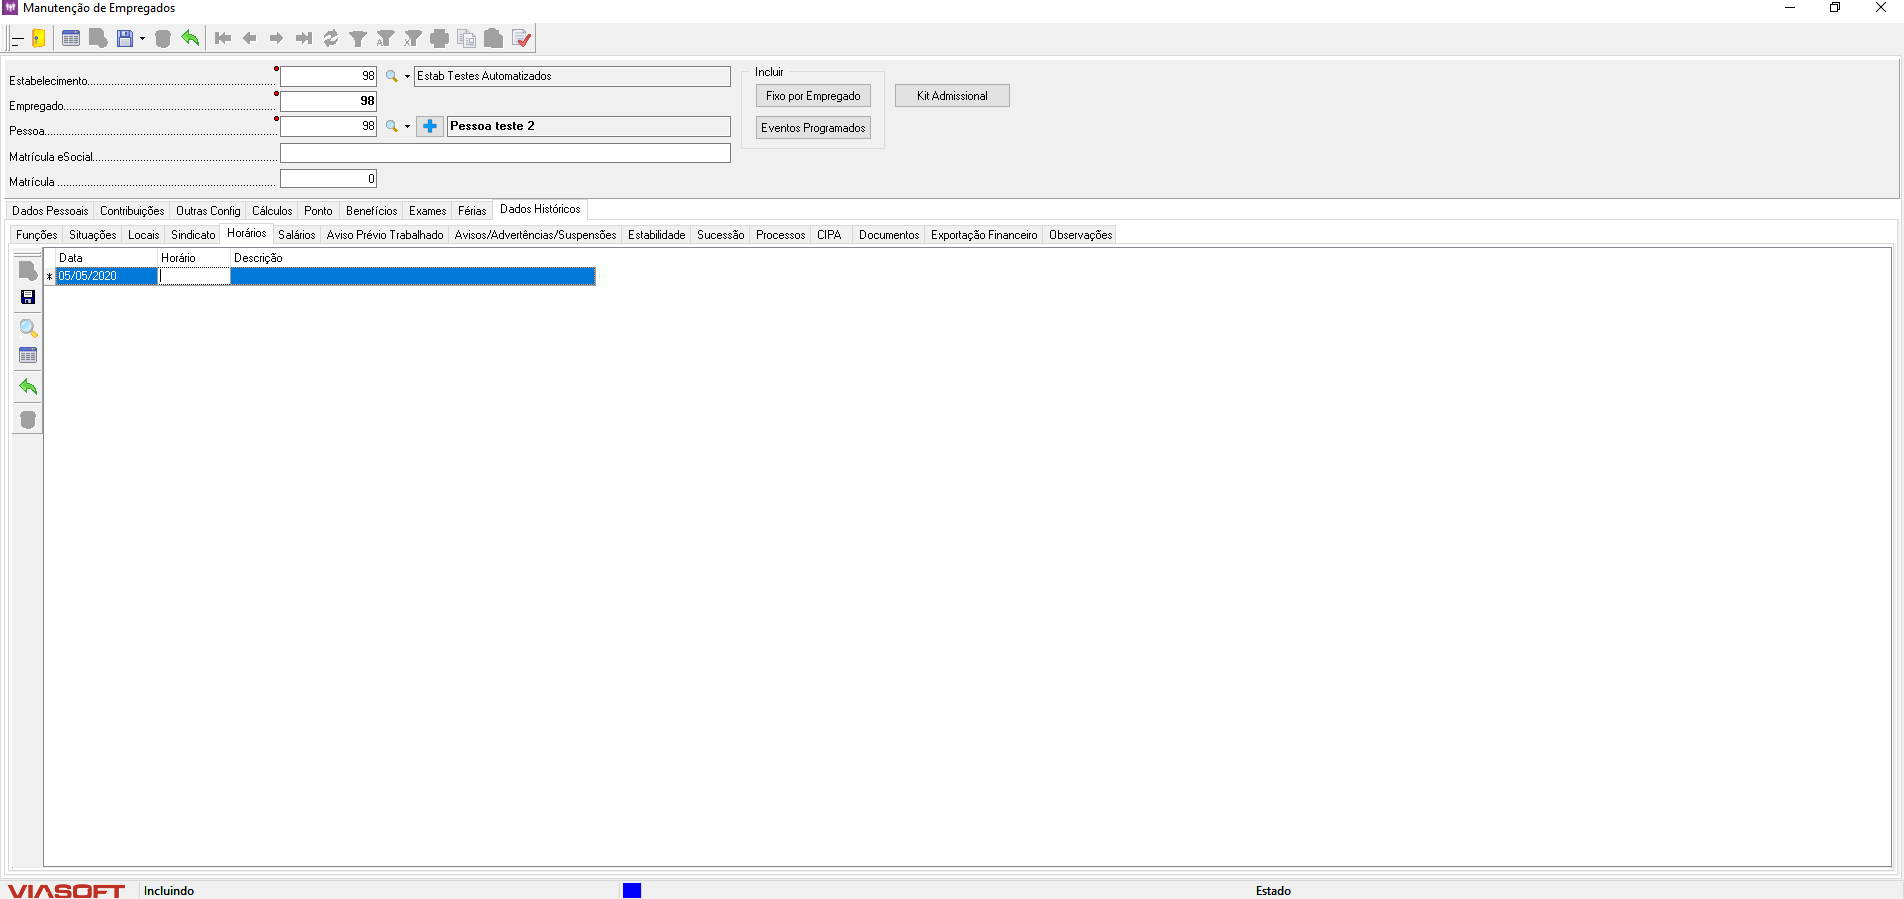 Manutenção de Empregados
Estabelecimento 98 Estab Testes Automatizados
Empregado 98
Pessoa 98 Pessoa teste 2
Matrícula eSocial
Matrícula 0
Incluir
Fixo por Empregado
Eventos Programados
Kit Admissional
Dados Pessoais Contribuições Outras Config Cálculos Ponto Benefícios Exames Férias Dados Históricos
Funções Situações Locais Sindicato Horários Salários Aviso Prévio Trabalhado Avisos/Advertências/Suspensões Estabilidade Sucessão Processos CIPA Documentos Exportação Financeiro Observações
Data Horário Descrição
* 05/05/2020
VIASOFT Incluindo Estado